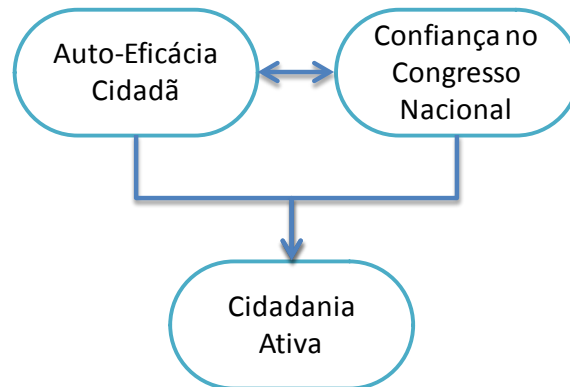 Auto-Eficácia
Cidadã
Confiança no
Congresso
Nacional
Cidadania
Ativa